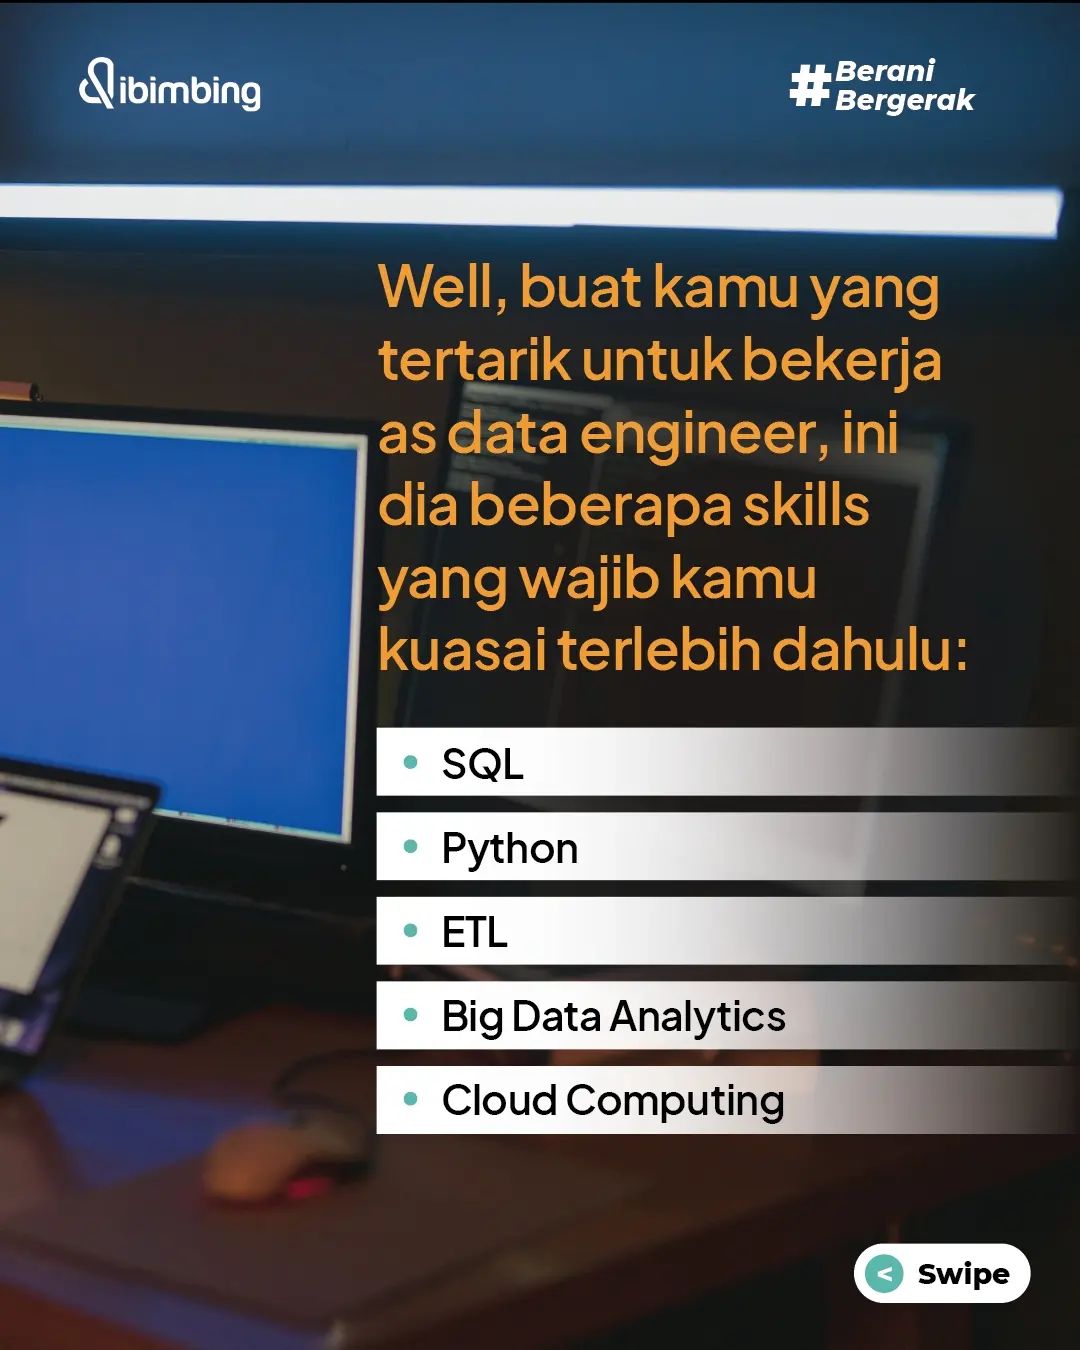 dibimbing
#Berani
Bergerak
Well, buat kamu yang
tertarik untuk bekerja
as data engineer, ini
dia beberapa skills
yang wajib kamu
kuasai terlebih dahulu:
• SQL
• Python
• ETL
• Big Data Analytics
• Cloud Computing
< Swipe